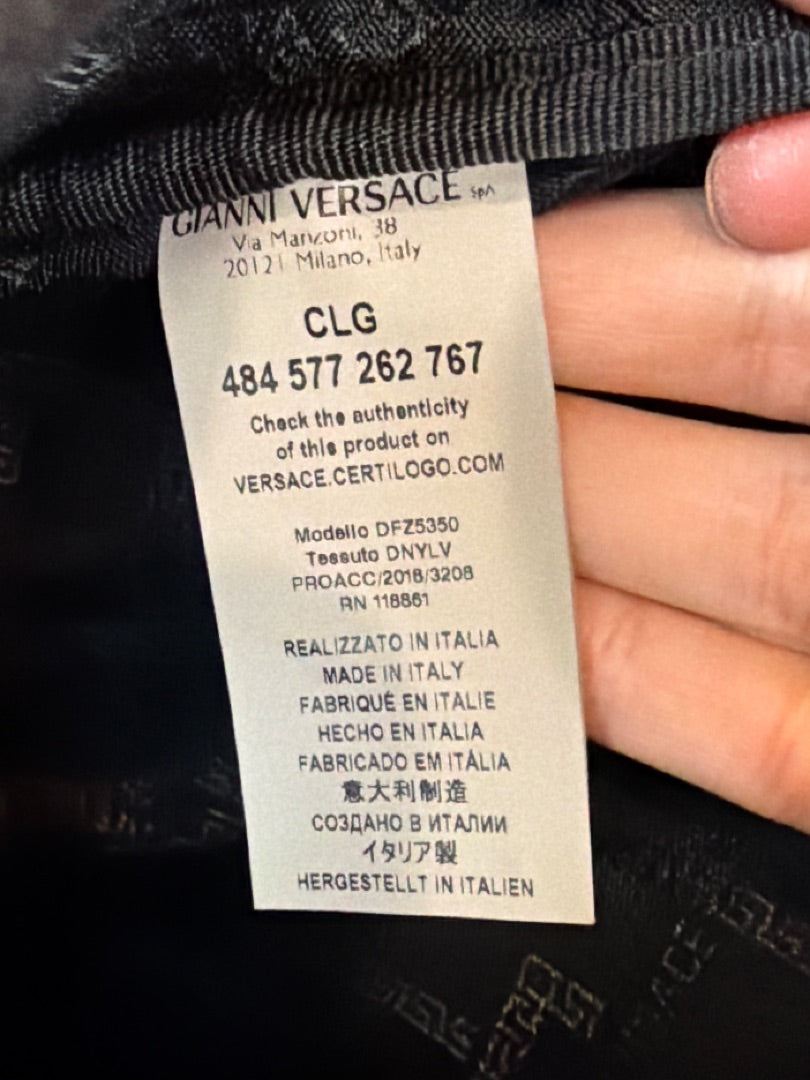 GIANNI VERSACE SpA
Via Manzoni, 38
20121 Milano, Italy
CLG
484 577 262 767
Check the authenticity
of this product on
VERSACE.CERTILOGO.COM
Modello DFZ5350
Tessuto DNYLV
PROACC/2018/3208
RN 118861
REALIZZATO IN ITALIA
MADE IN ITALY
FABRIQUÉ EN ITALIE
HECHO EN ITALIA
FABRICADO EM ITÁLIA
意大利制造
СОЗДАНО В ИТАЛИИ
イタリア製
HERGESTELLT IN ITALIEN